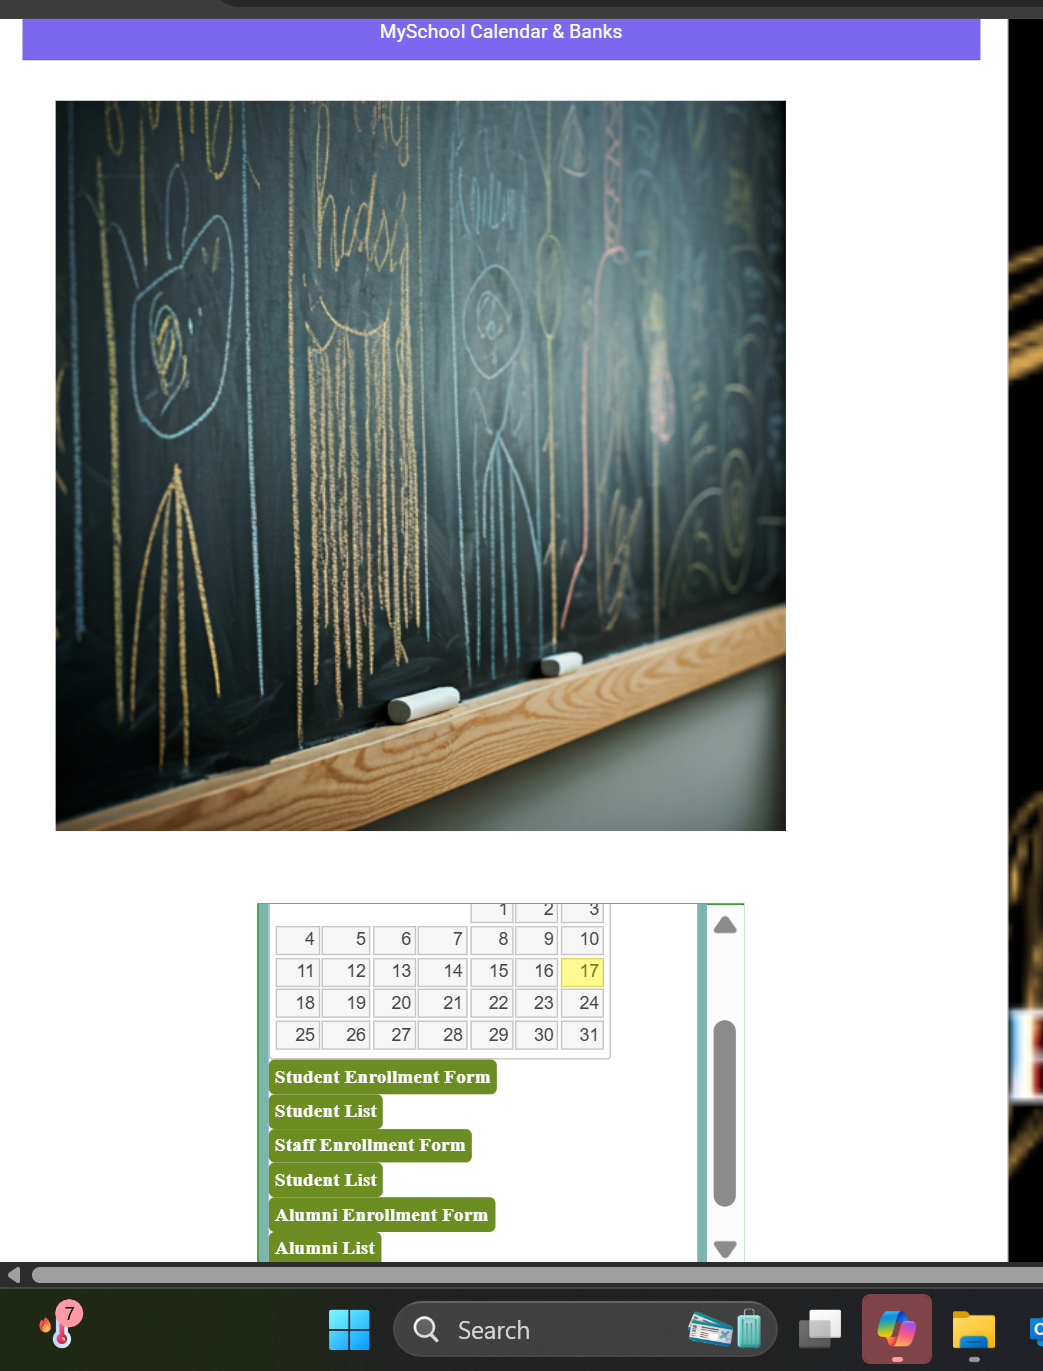 MySchool Calendar & Banks
1 2 3
4 5 6 7 8 9 10
11 12 13 14 15 16 17
18 19 20 21 22 23 24
25 26 27 28 29 30 31
Student Enrollment Form
Student List
Staff Enrollment Form
Student List
Alumni Enrollment Form
Alumni List
7
Search